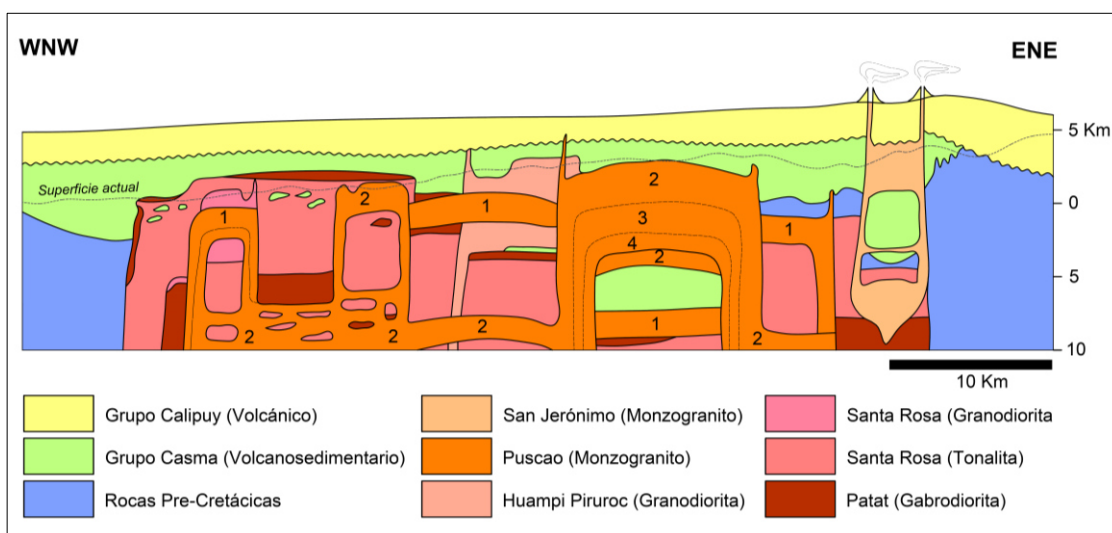 WNW
ENE
5 Km
Superficie actual
0
5
10
1
2
1
2
3
4
2
1
2
2
2
1
1
2
10 Km
Grupo Calipuy (Volcánico)
Grupo Casma (Volcanosedimentario)
Rocas Pre-Cretácicas
San Jerónimo (Monzogranito)
Puscao (Monzogranito)
Huampi Piruroc (Granodiorita)
Santa Rosa (Granodiorita
Santa Rosa (Tonalita)
Patat (Gabrodiorita)